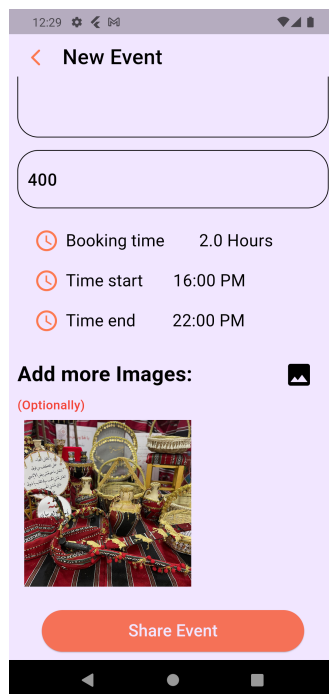 12:29
New Event
400
Booking time 2.0 Hours
Time start 16:00 PM
Time end 22:00 PM
Add more Images:
(Optionally)
Share Event